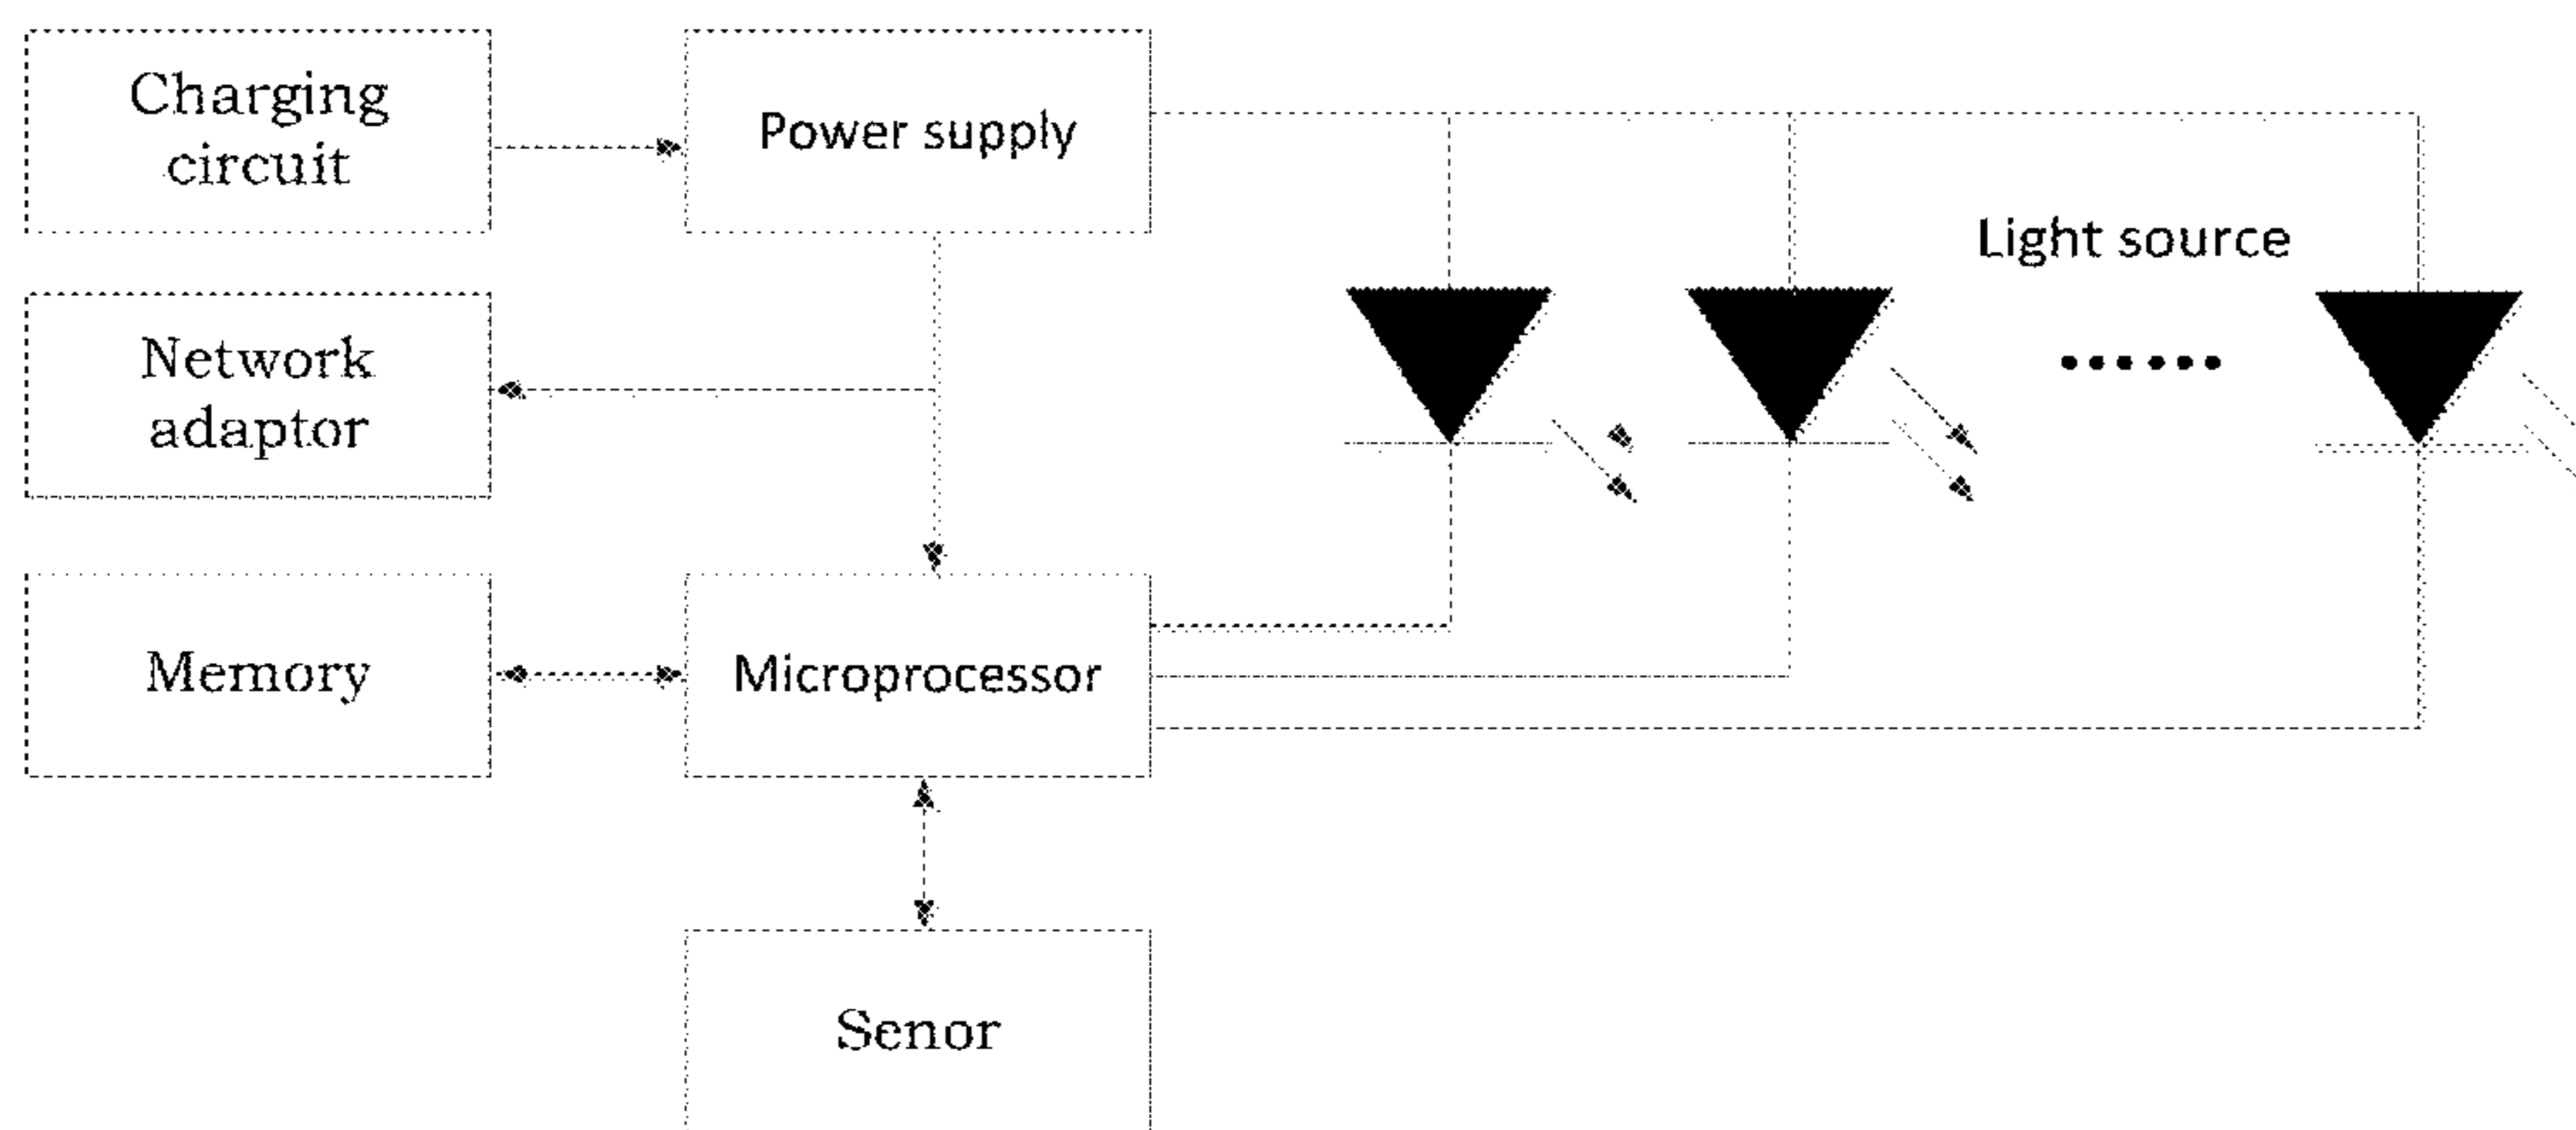 Charging
circuit
Power supply
Light source
Network
adaptor
Memory
Microprocessor
Senor